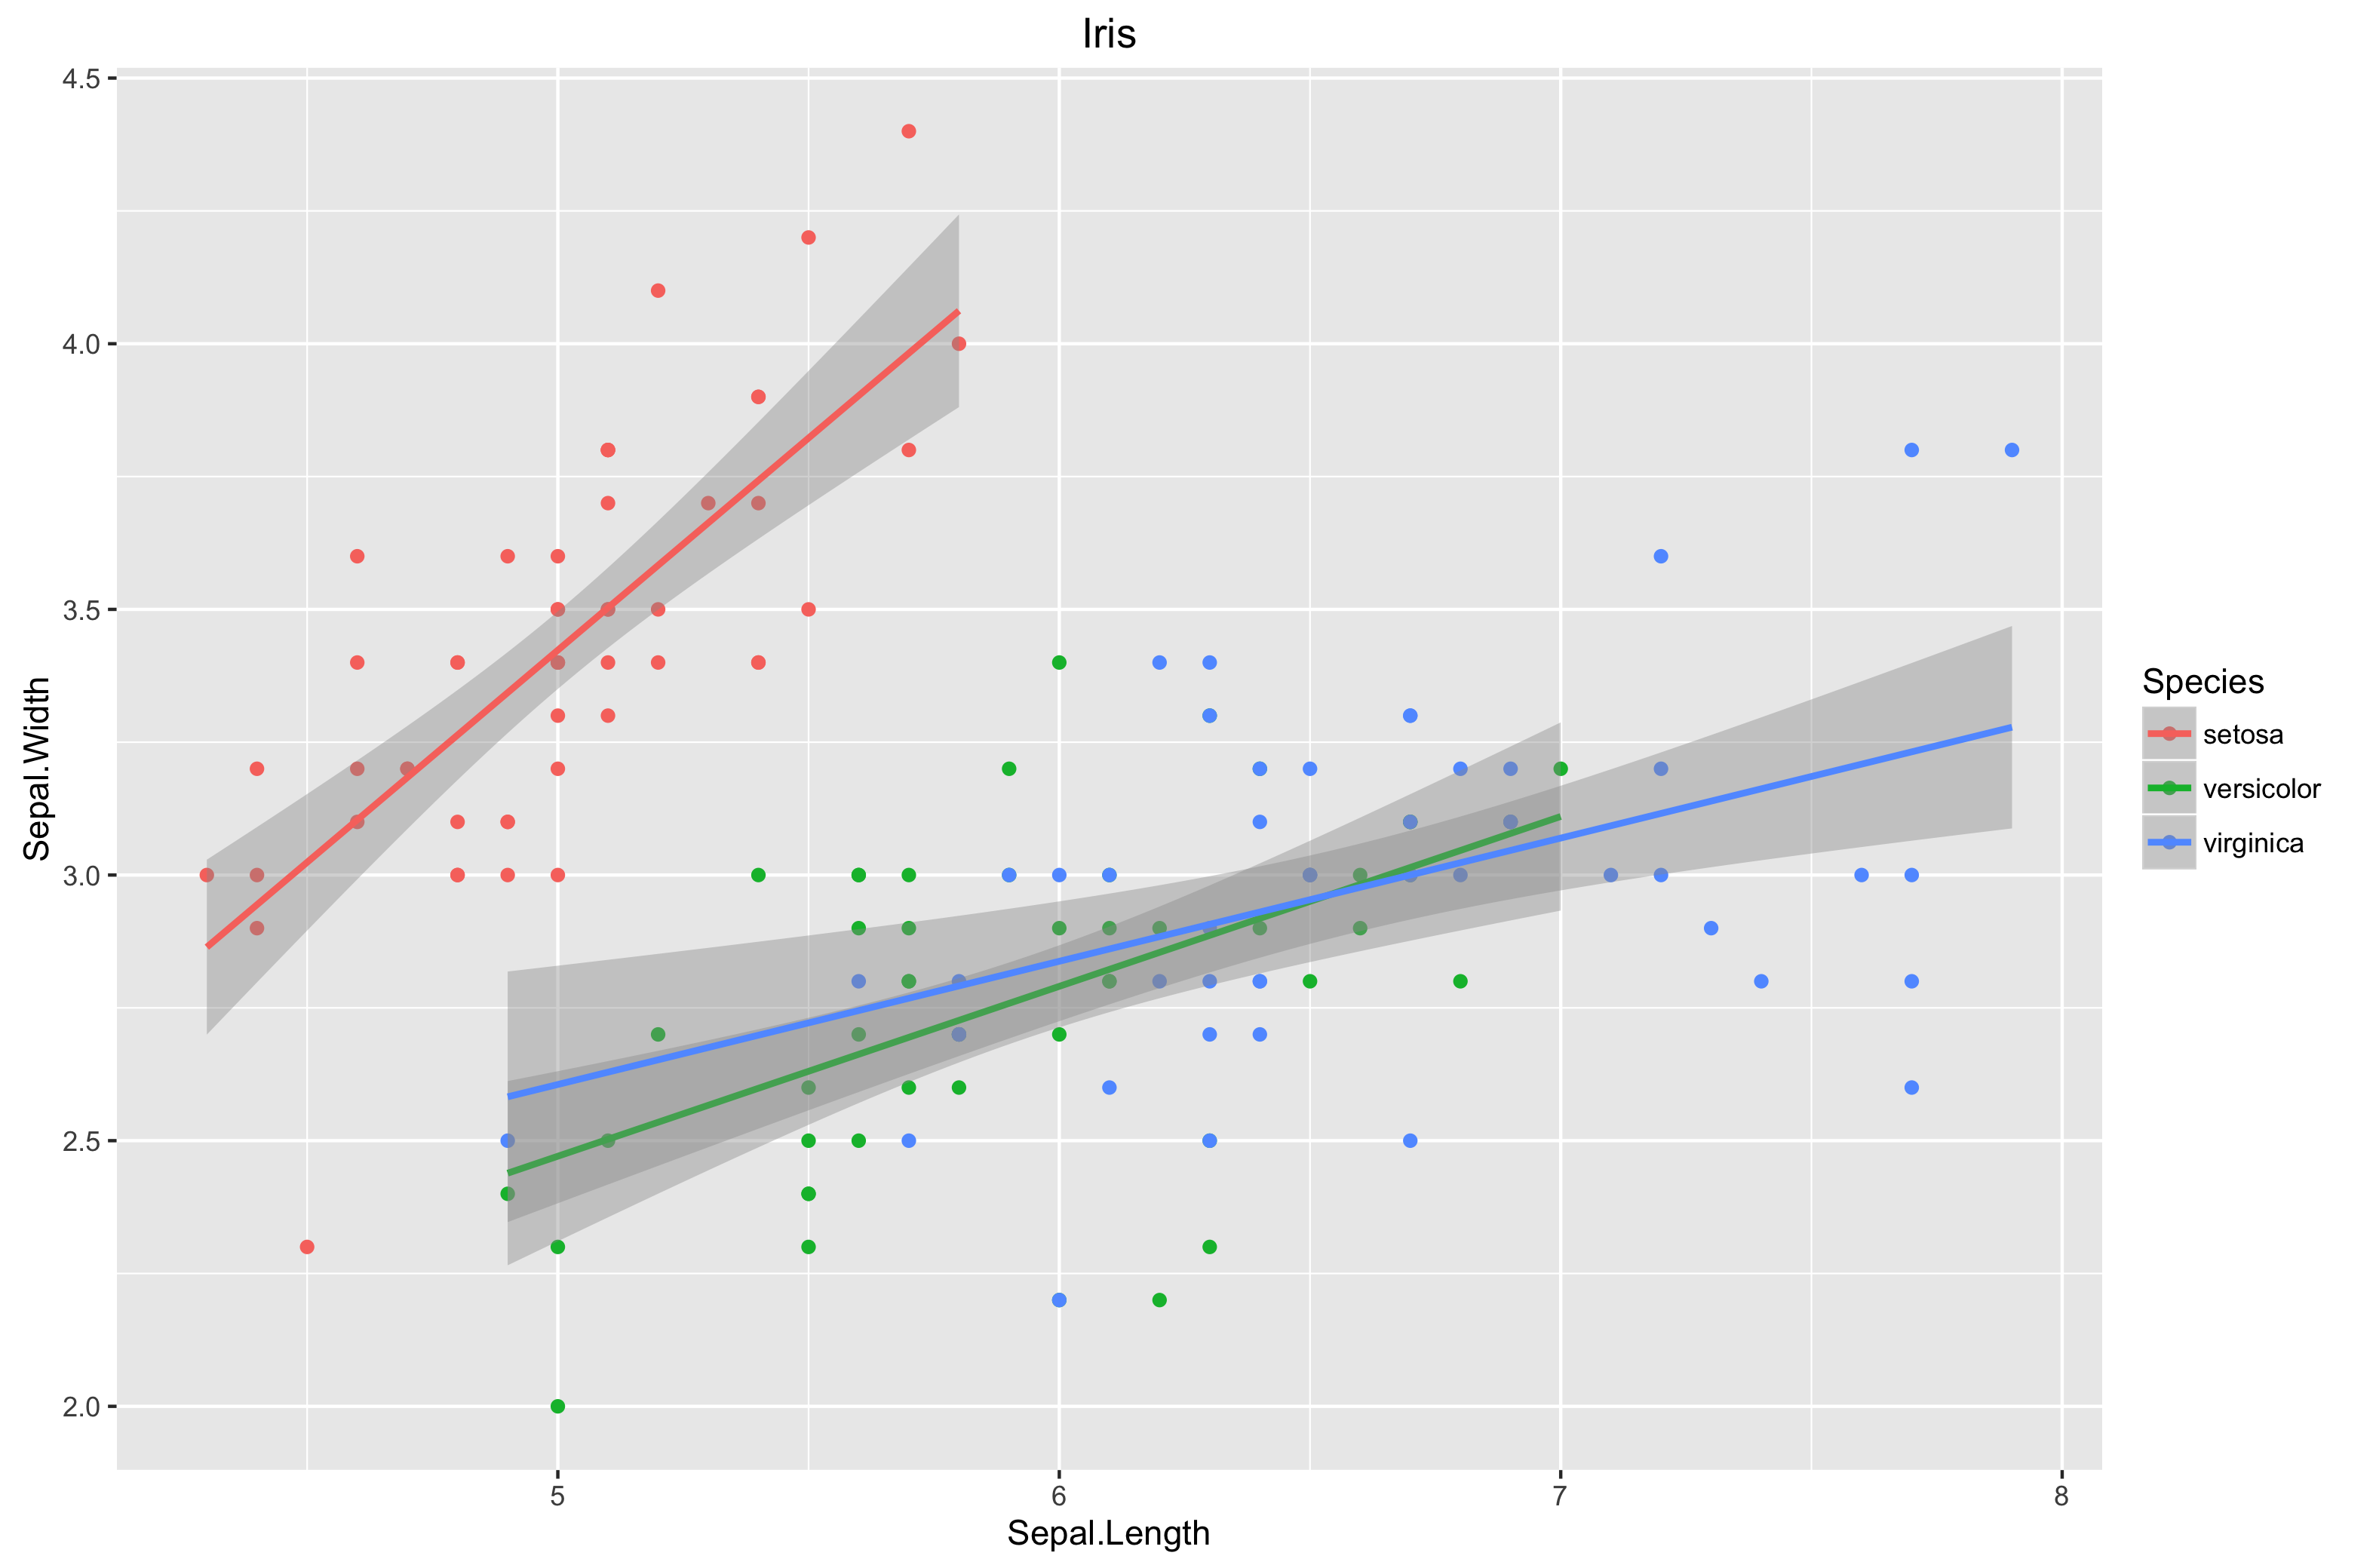 Iris
4.5
4.0
3.5
3.0
2.5
2.0
Sepal.Width
5 6 7 8
Sepal.Length
Species
setosa
versicolor
virginica